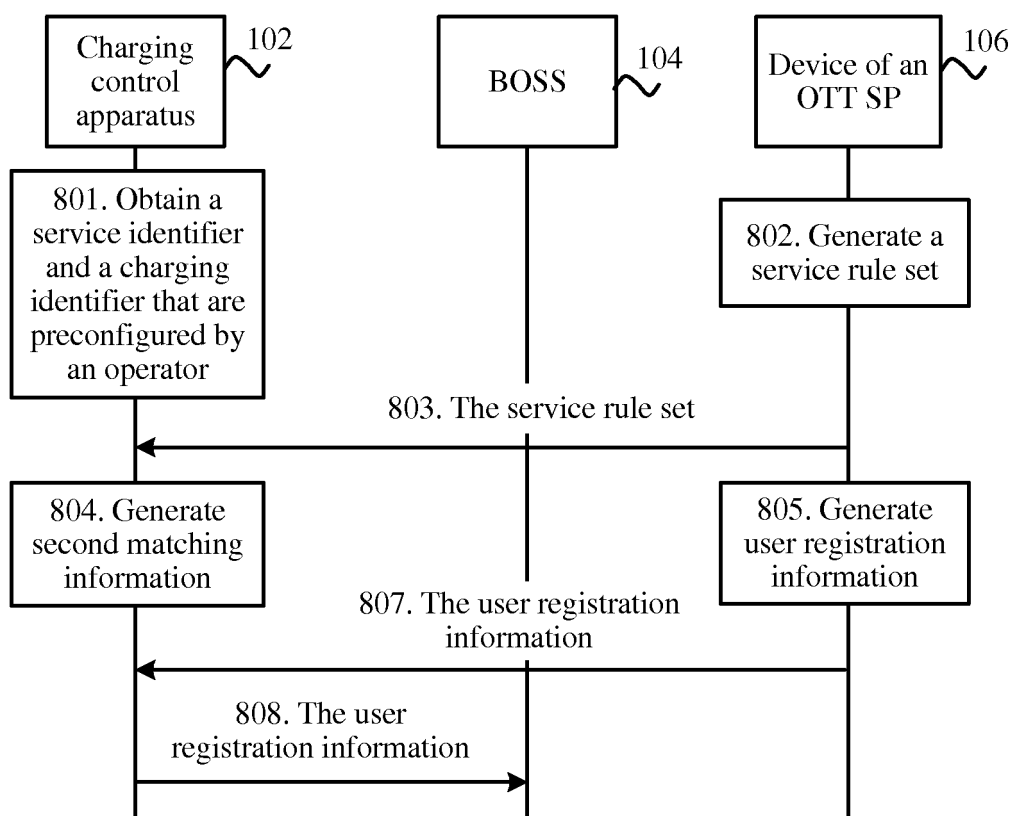 Charging
control
apparatus
102
BOSS
104
Device of an
OTT SP
106
801. Obtain a
service identifier
and a charging
identifier that are
preconfigured by
an operator
802. Generate a
service rule set
803. The service rule set
804. Generate
second matching
information
805. Generate
user registration
information
807. The user registration
information
808. The user
registration information